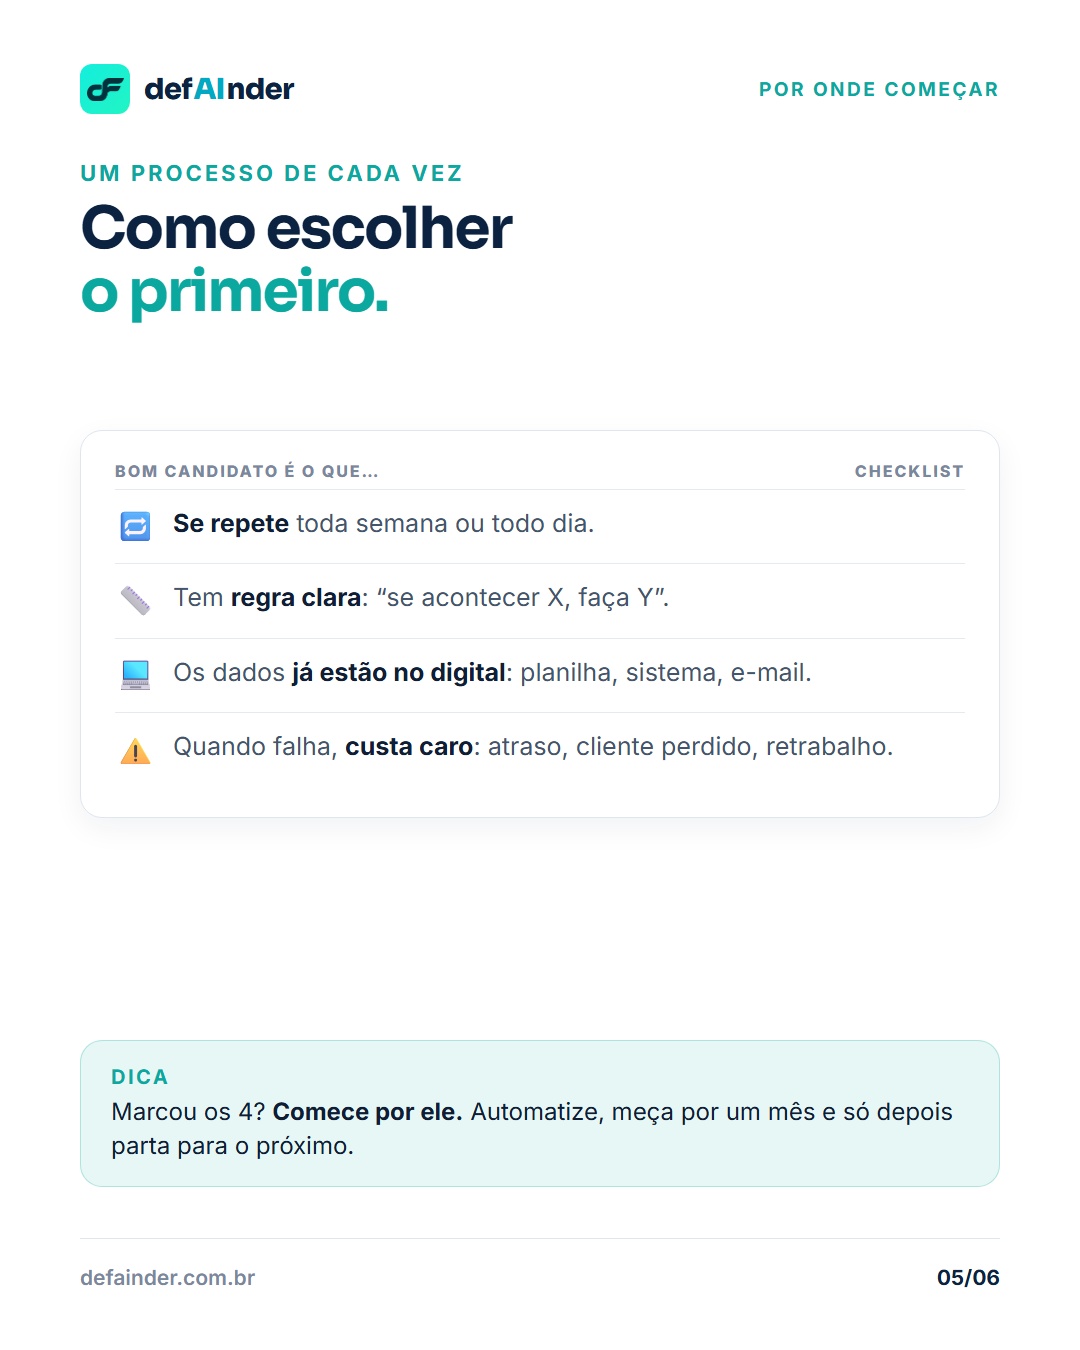 defAInder
POR ONDE COMEÇAR
UM PROCESSO DE CADA VEZ
Como escolher
o primeiro.
BOM CANDIDATO É O QUE...
CHECKLIST
Se repete toda semana ou todo dia.
Tem regra clara: “se acontecer X, faça Y”.
Os dados já estão no digital: planilha, sistema, e-mail.
Quando falha, custa caro: atraso, cliente perdido, retrabalho.
DICA
Marcou os 4? Comece por ele. Automatize, meça por um mês e só depois
parta para o próximo.
defainder.com.br
05/06